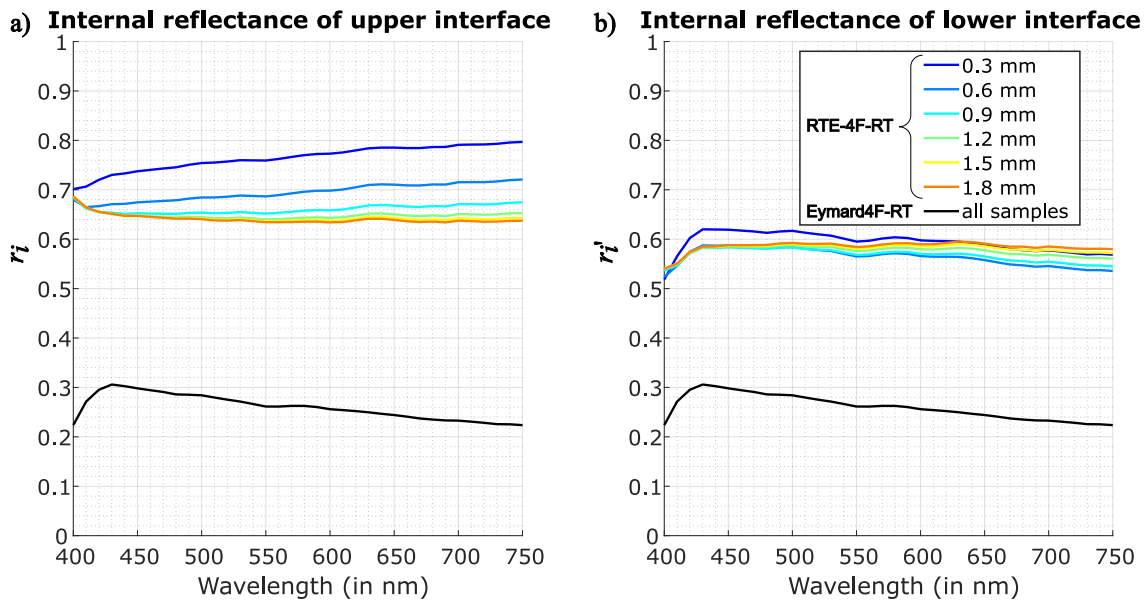 a) Internal reflectance of upper interface
1
0.9
0.8
0.7
0.6
0.5
0.4
0.3
0.2
0.1
0
400 450 500 550 600 650 700 750
Wavelength (in nm)
r_i
b) Internal reflectance of lower interface
1
0.9
0.8
0.7
0.6
0.5
0.4
0.3
0.2
0.1
0
400 450 500 550 600 650 700 750
Wavelength (in nm)
r_i'
RTE-4F-RT
0.3 mm
0.6 mm
0.9 mm
1.2 mm
1.5 mm
1.8 mm
Eymard4F-RT all samples